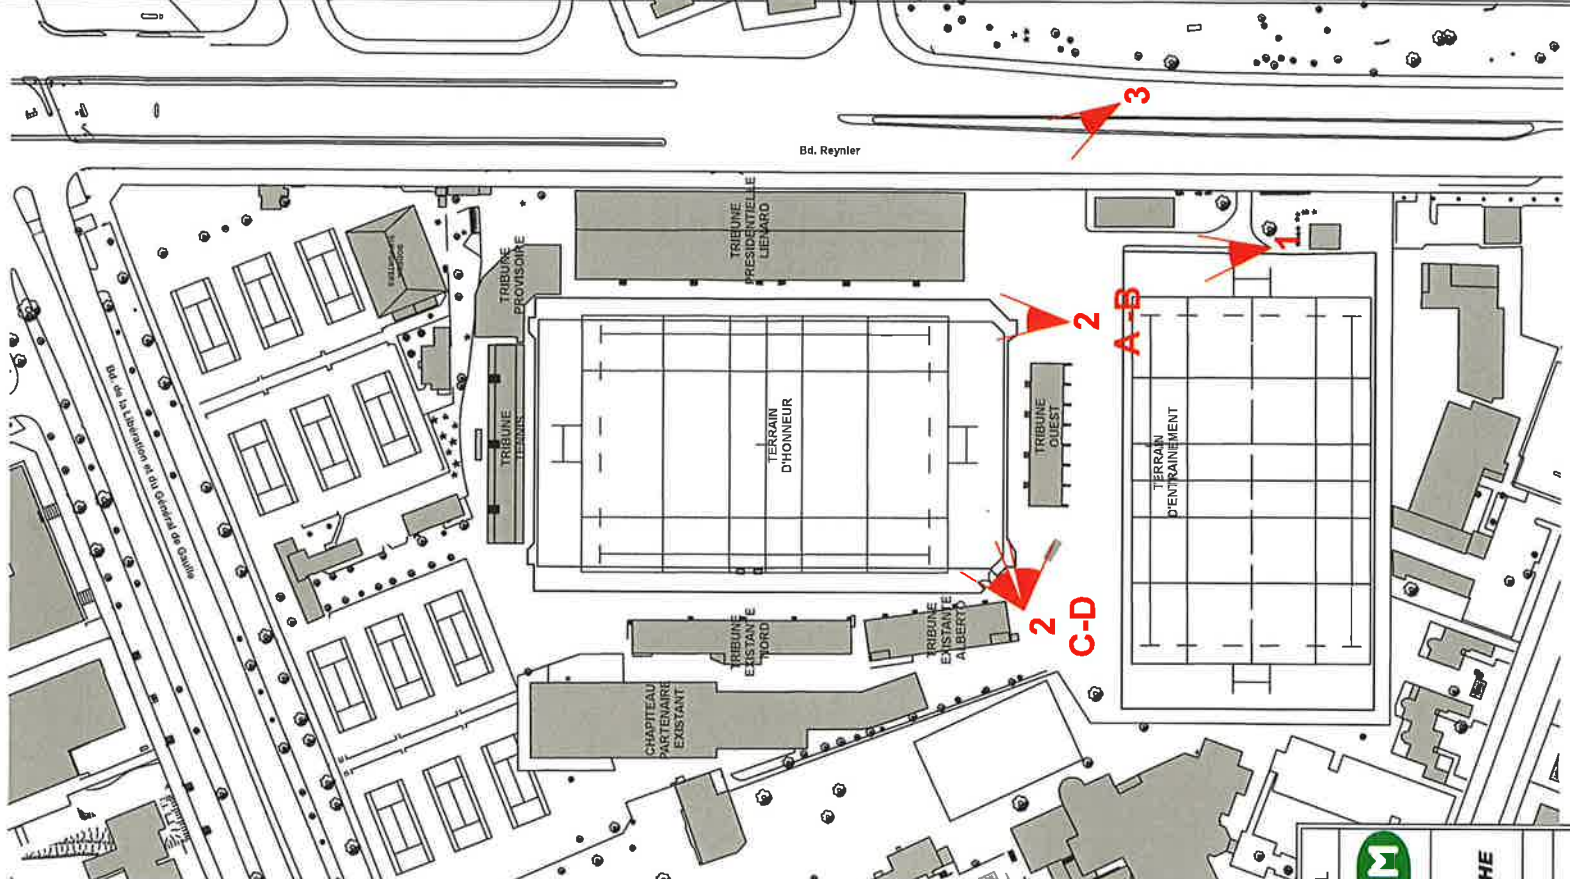 3
Bd. Reynier
TRIBUNE
PRESIDENTIELLE
LIENARD
TRIBUNE
PROVISOIRE
1
2
A -B
Bd. de la Libération et du Général de Gaulle
TRIBUNE
TENNIS
TERRAIN
D'HONNEUR
TRIBUNE
OUEST
TERRAIN
D'ENTRAINEMENT
TRIBUNE
EXISTANTE
NORD
TRIBUNE
EXISTANTE
ALBERTO
2
C-D
CHAPITEAU
PARTENAIRE
EXISTANT
M
HE
L